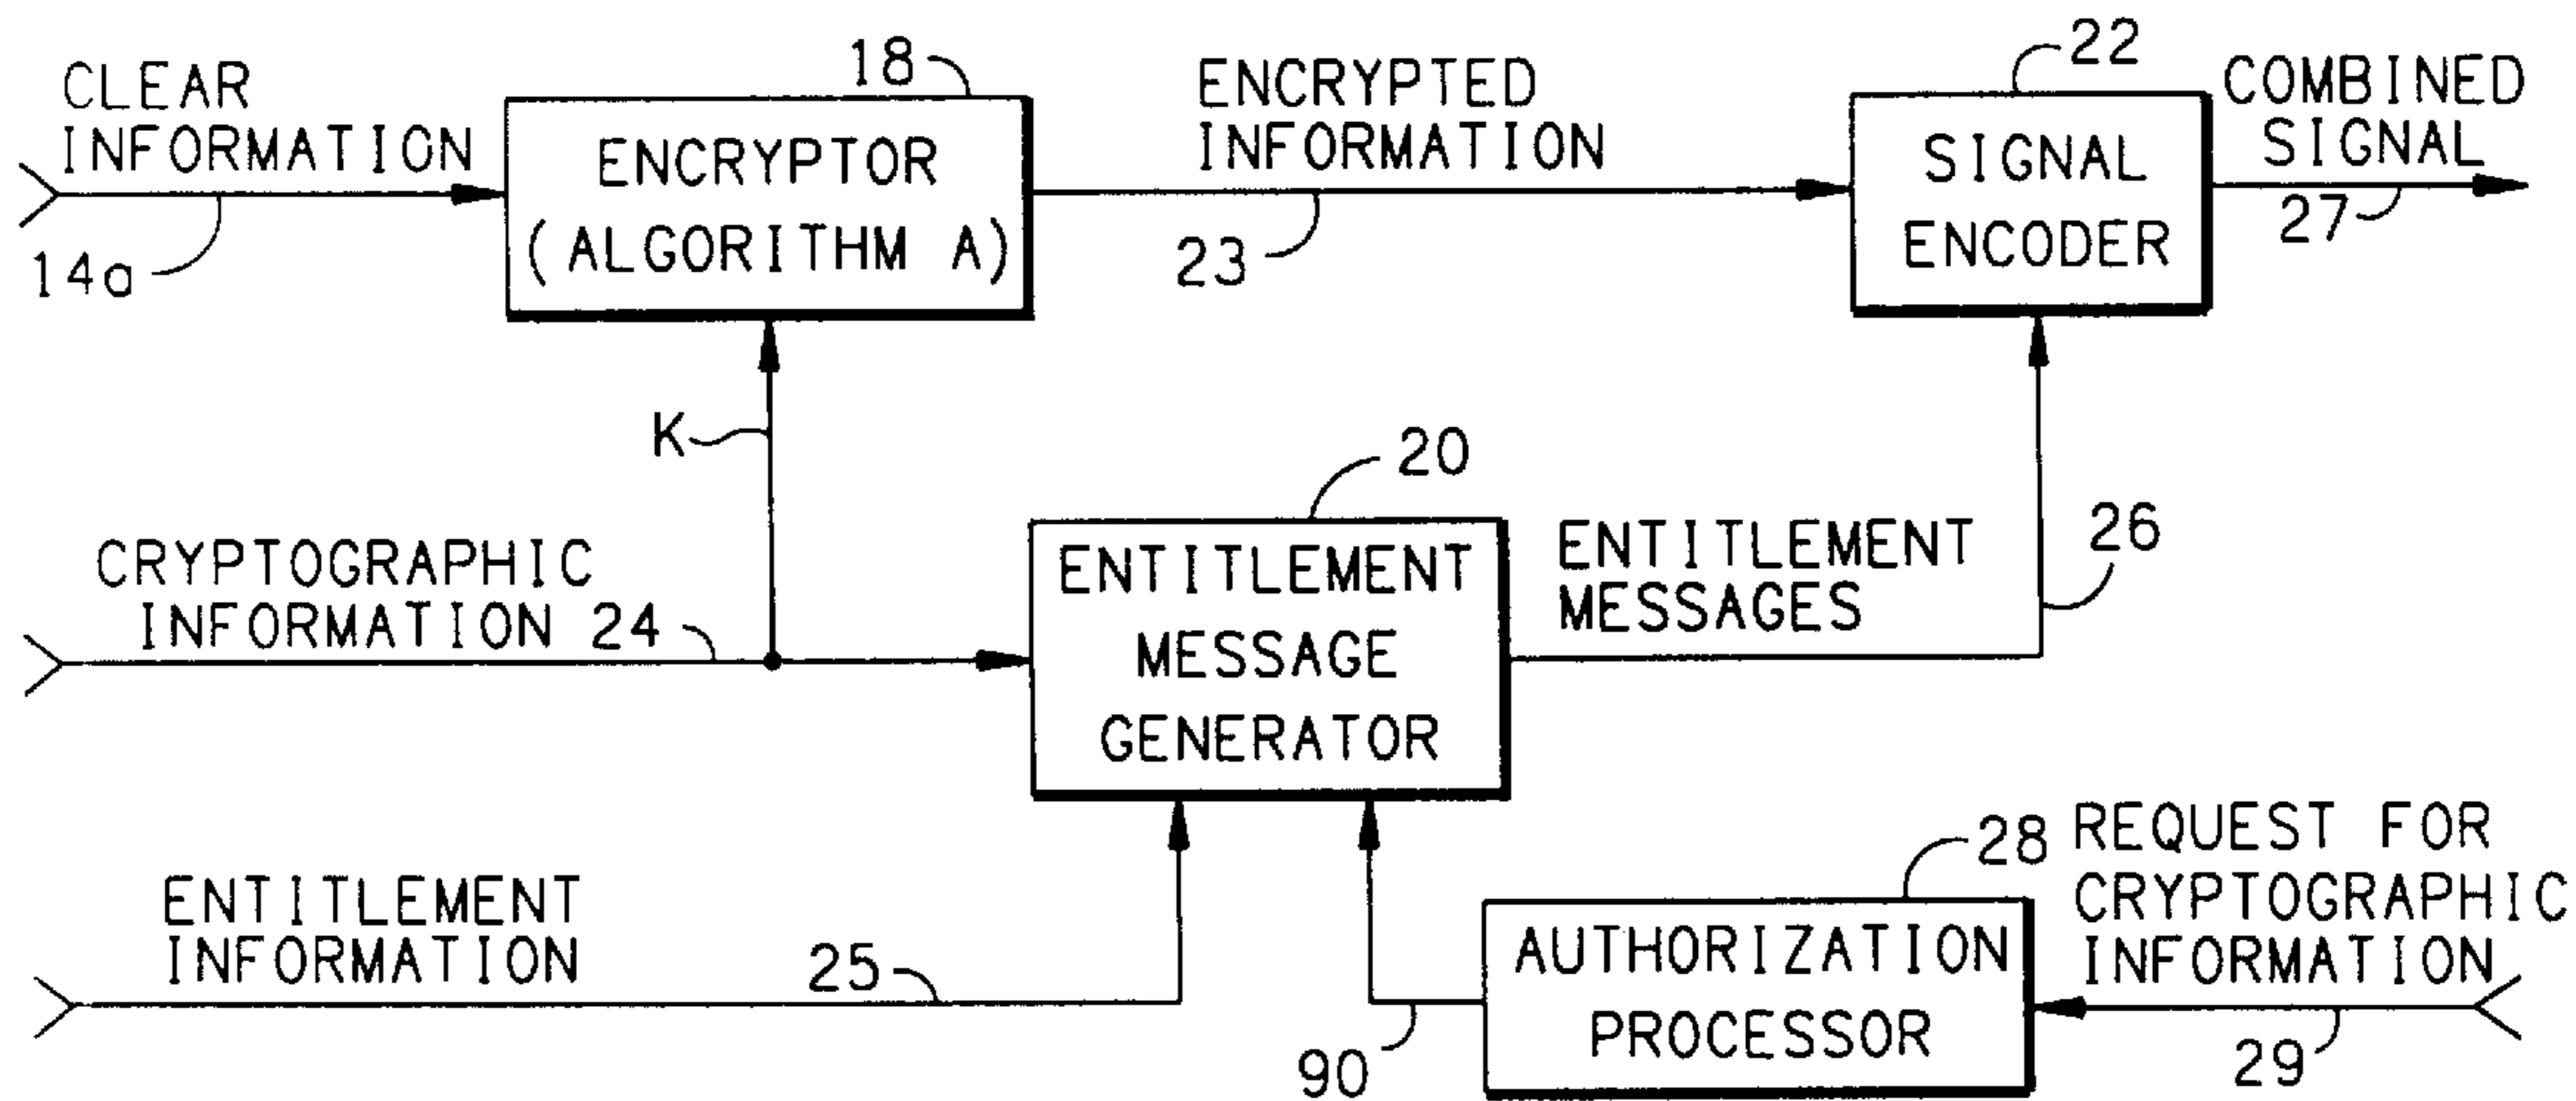 CLEAR
INFORMATION
14a
18
ENCRYPTOR
(ALGORITHM A)
ENCRYPTED
INFORMATION
23
22
SIGNAL
ENCODER
COMBINED
SIGNAL
27
K
CRYPTOGRAPHIC
INFORMATION 24
20
ENTITLEMENT
MESSAGE
GENERATOR
ENTITLEMENT
MESSAGES
26
ENTITLEMENT
INFORMATION
25
90
28
AUTHORIZATION
PROCESSOR
REQUEST FOR
CRYPTOGRAPHIC
INFORMATION
29